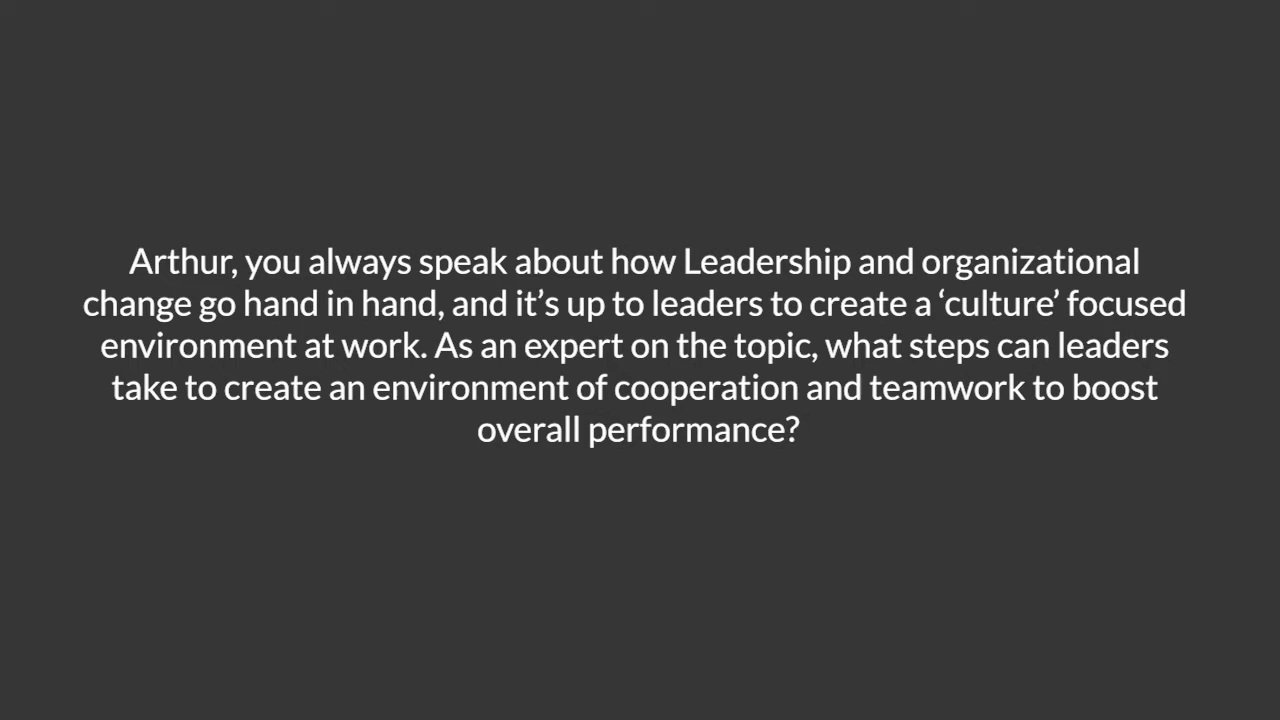 Arthur, you always speak about how Leadership and organizational
change go hand in hand, and it’s up to leaders to create a ‘culture’ focused
environment at work. As an expert on the topic, what steps can leaders
take to create an environment of cooperation and teamwork to boost
overall performance?